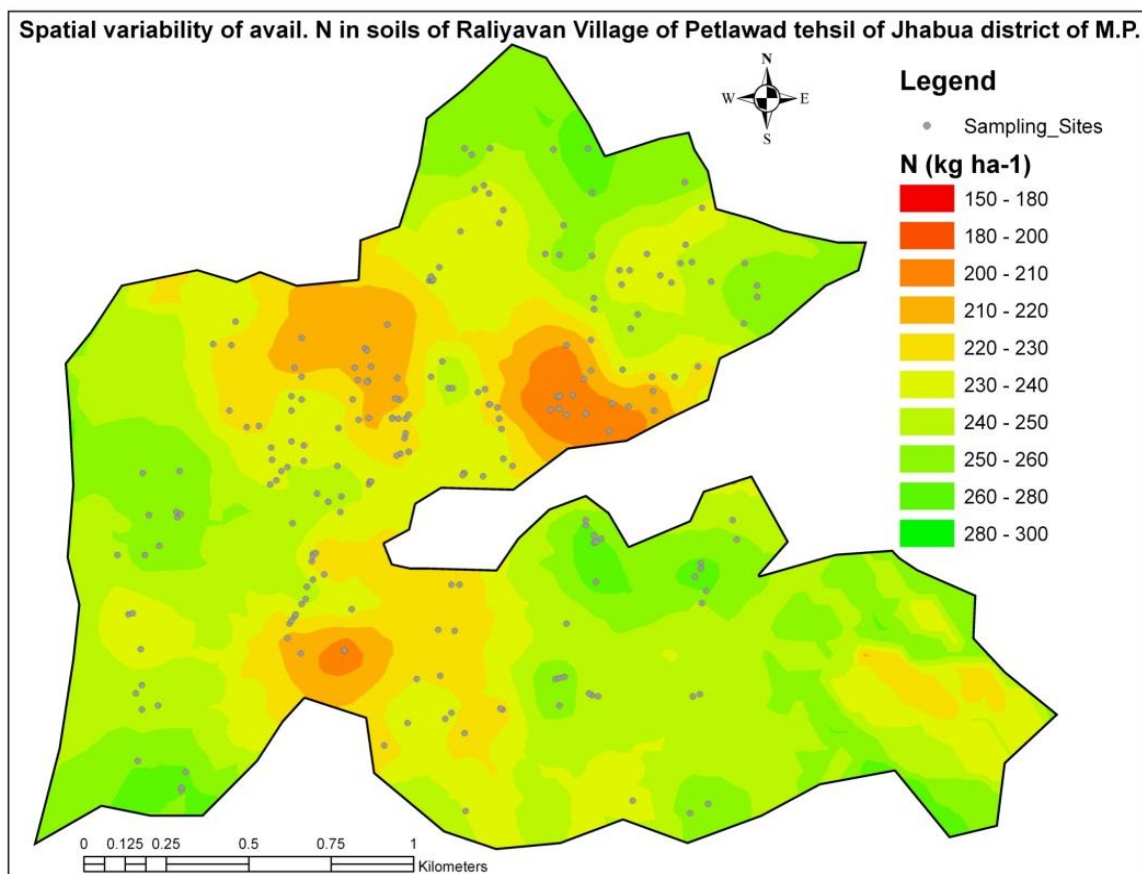 Spatial variability of avail. N in soils of Raliyavan Village of Petlawad tehsil of Jhabua district of M.P.
N
W E
S
Legend
Sampling_Sites
N (kg ha-1)
150 - 180
180 - 200
200 - 210
210 - 220
220 - 230
230 - 240
240 - 250
250 - 260
260 - 280
280 - 300
0 0.125 0.25 0.5 0.75 1
Kilometers